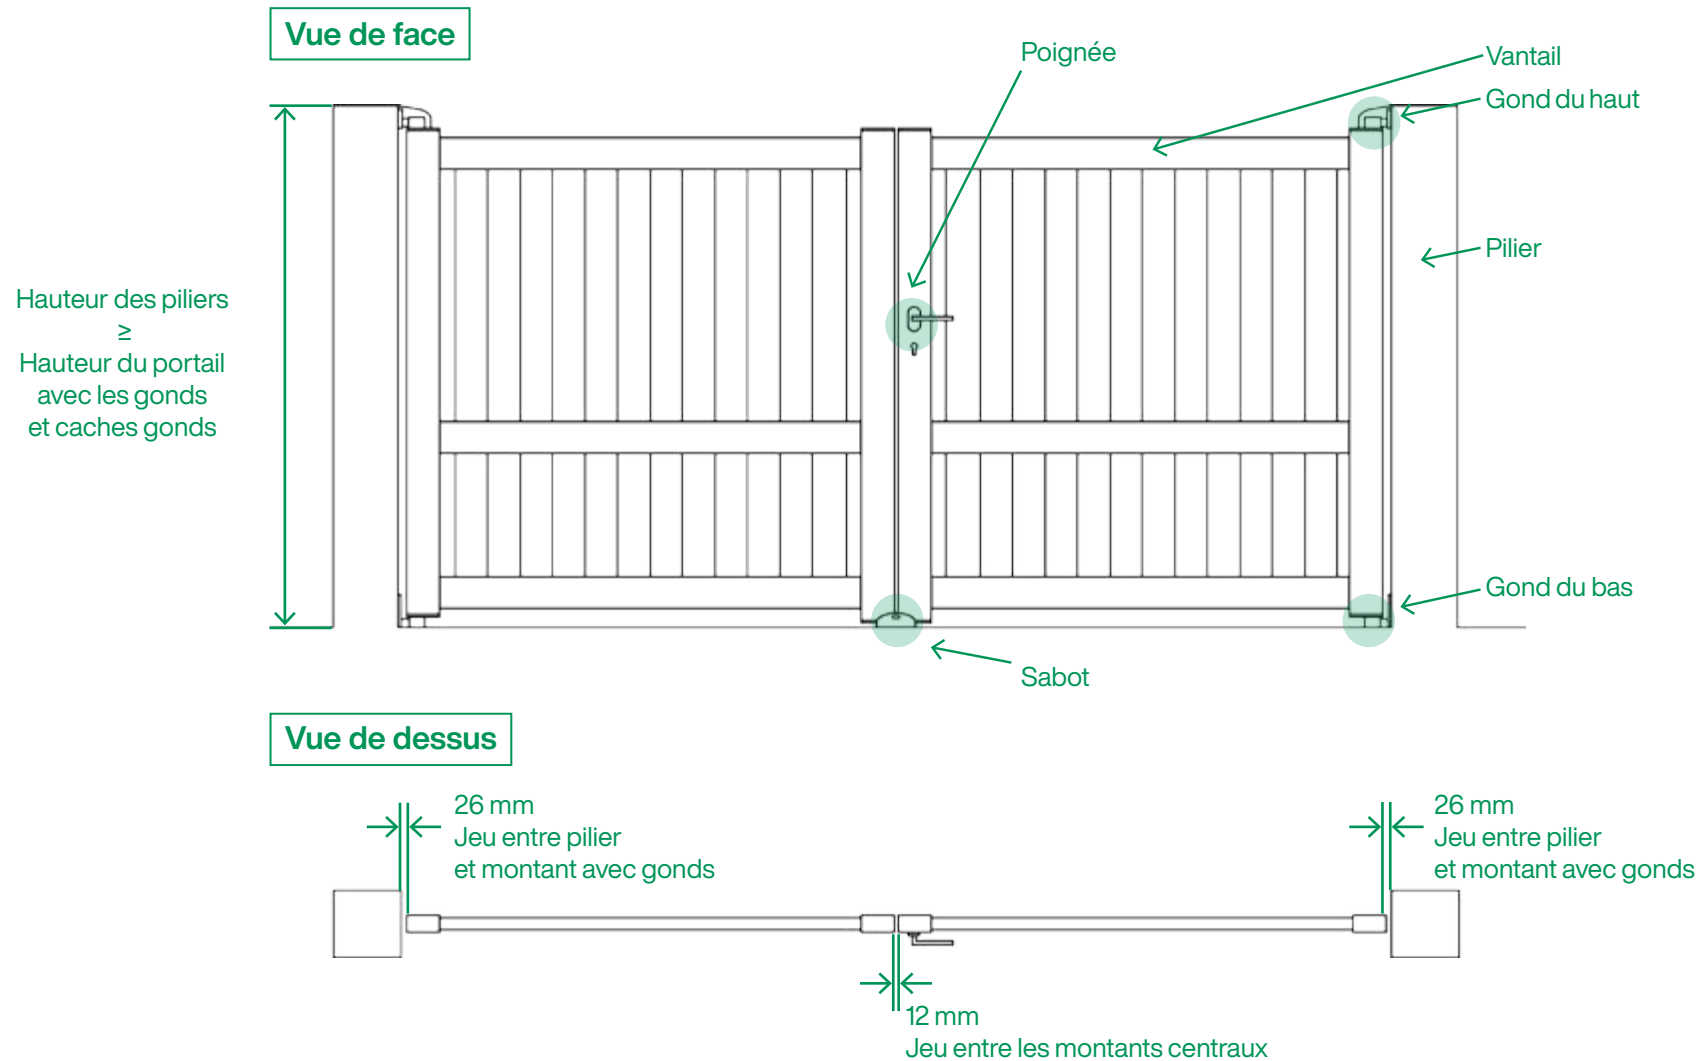 Vue de face
Poignée
Vantail
Gond du haut
Pilier
Hauteur des piliers
≥
Hauteur du portail
avec les gonds
et caches gonds
Gond du bas
Sabot
Vue de dessus
26 mm
Jeu entre pilier
et montant avec gonds
26 mm
Jeu entre pilier
et montant avec gonds
12 mm
Jeu entre les montants centraux